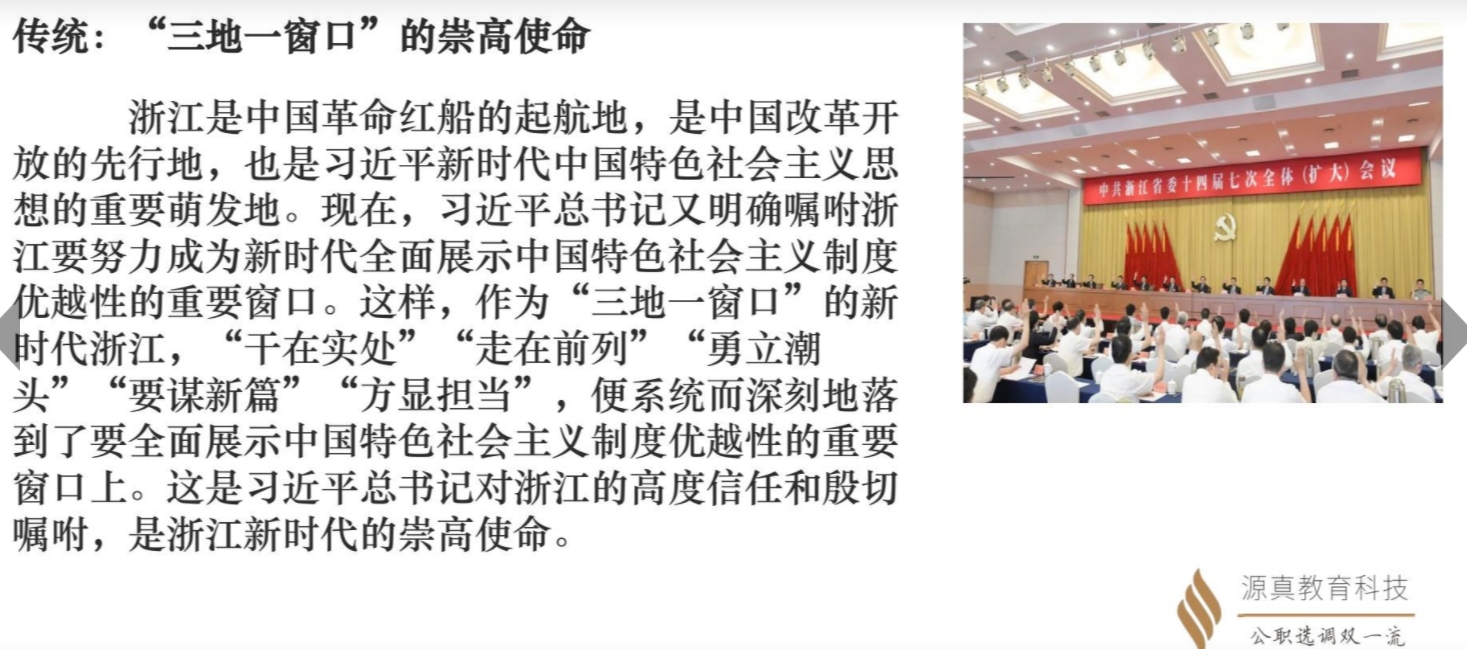 传统：“三地一窗口”的崇高使命
浙江是中国革命红船的起航地，是中国改革开
放的先行地，也是习近平新时代中国特色社会主义思
想的重要萌发地。现在，习近平总书记又明确嘱咐浙
江要努力成为新时代全面展示中国特色社会主义制度
优越性的重要窗口。这样，作为“三地一窗口”的新
时代浙江，“干在实处”“走在前列”“勇立潮
头”“要谋新篇”“方显担当”，便系统而深刻地落
到了要全面展示中国特色社会主义制度优越性的重要
窗口上。这是习近平总书记对浙江的高度信任和殷切
嘱咐，是浙江新时代的崇高使命。
中共浙江省委十四届七次全体(扩大)会议
源真教育科技
公职选调双一流